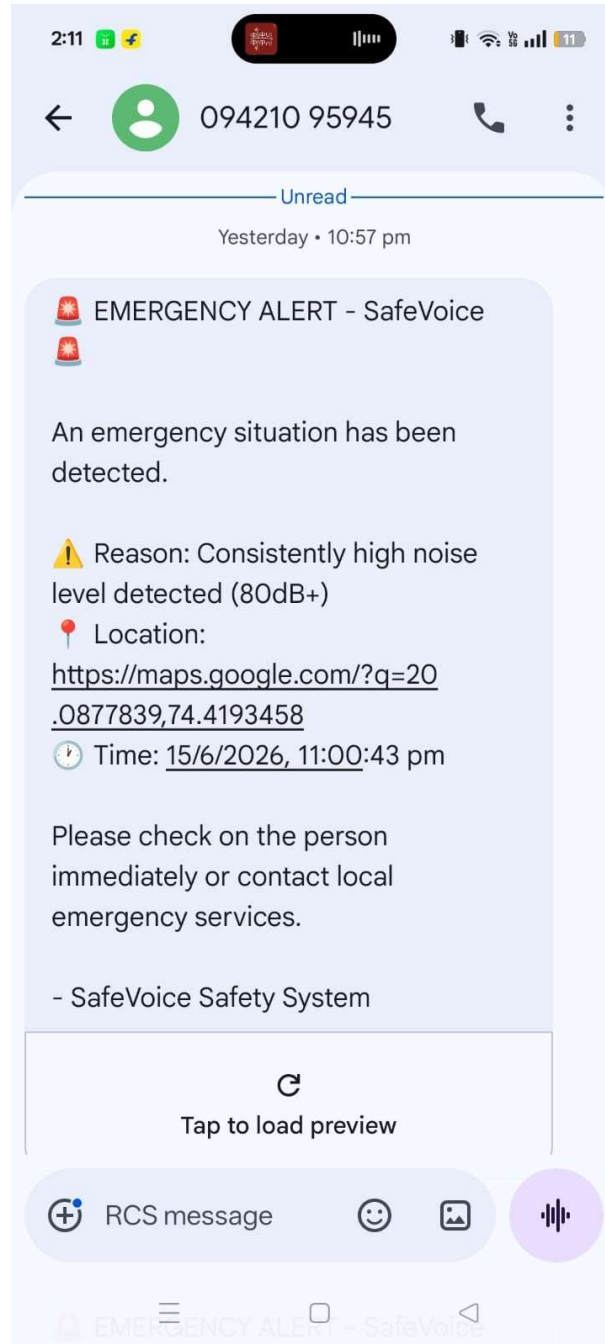 2:11
11
094210 95945
Unread
Yesterday • 10:57 pm
🚨 EMERGENCY ALERT - SafeVoice
🚨
An emergency situation has been
detected.
⚠️ Reason: Consistently high noise
level detected (80dB+)
📍 Location:
https://maps.google.com/?q=20
.0877839,74.4193458
🕐 Time: 15/6/2026, 11:00:43 pm
Please check on the person
immediately or contact local
emergency services.
- SafeVoice Safety System
Tap to load preview
RCS message
🚨 EMERGENCY ALERT - SafeVoice